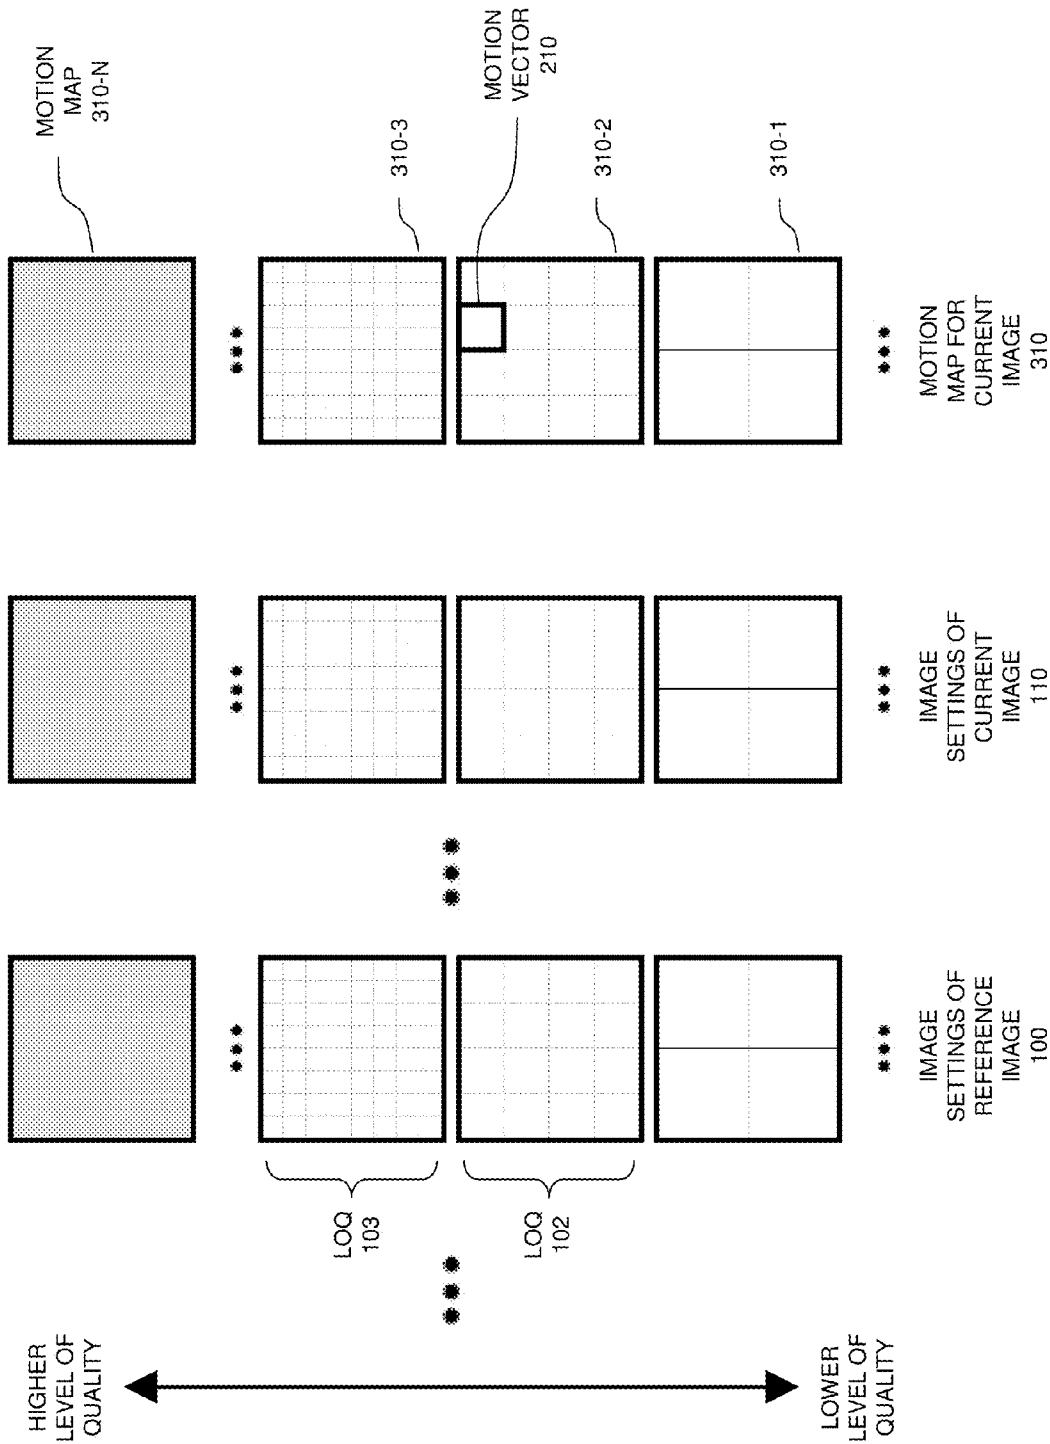 HIGHER
LEVEL OF
QUALITY
LOWER
LEVEL OF
QUALITY
LOQ
103
LOQ
102
IMAGE
SETTINGS OF
REFERENCE
IMAGE
100
IMAGE
SETTINGS OF
CURRENT
IMAGE
110
MOTION
MAP FOR
CURRENT
IMAGE
310
MOTION
MAP
310-N
310-3
MOTION
VECTOR
210
310-2
310-1